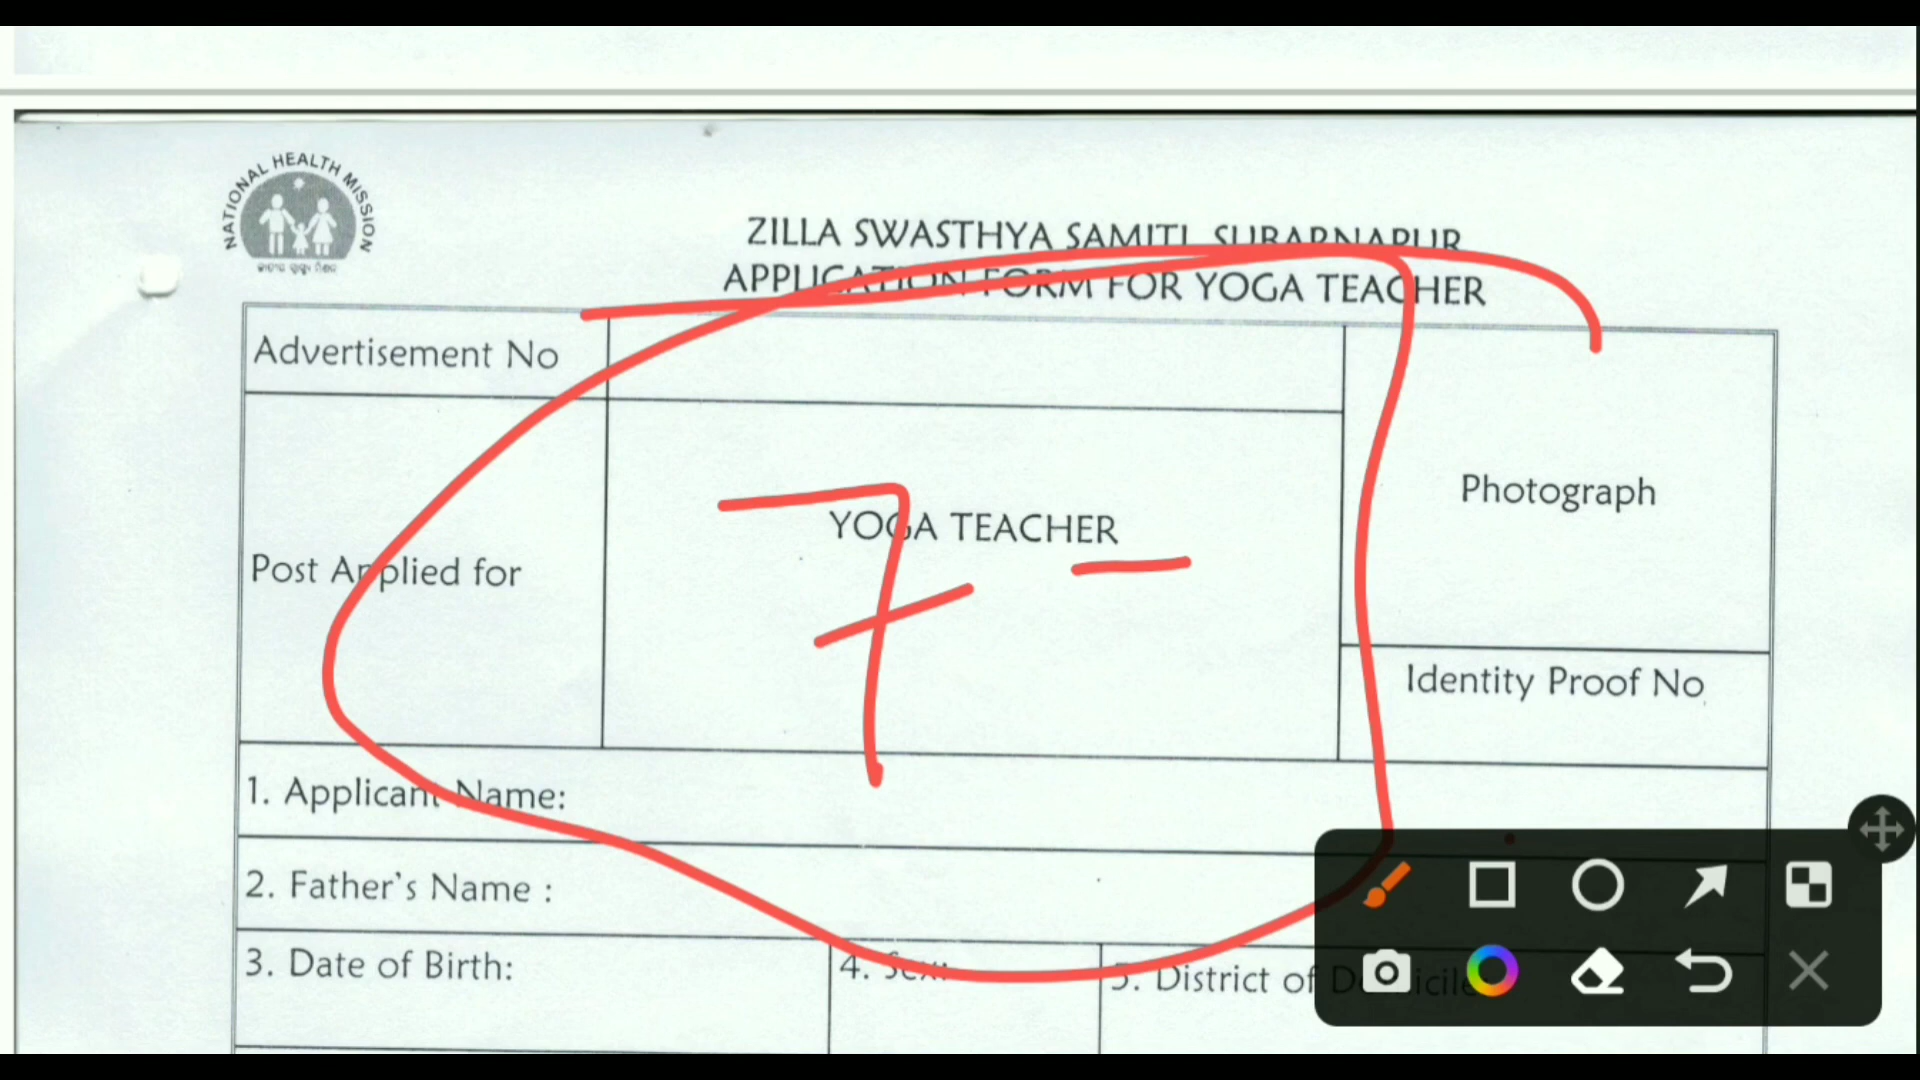 NATIONAL HEALTH MISSION
ZILLA SWASTHYA SAMITI, SUBARNAPUR
APPLICATION FORM FOR YOGA TEACHER
Advertisement No
Post Applied for
YOGA TEACHER
7 -
Photograph
Identity Proof No
1. Applicant Name:
2. Father's Name :
3. Date of Birth:
4. Sex:
5. District of Domicile